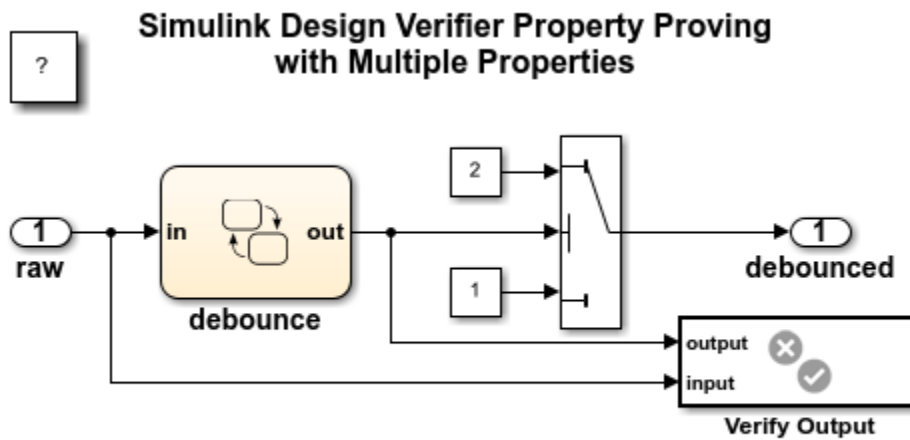 Simulink Design Verifier Property Proving
with Multiple Properties
?
2
1
in
out
1
raw
debounced
1
debounce
output
input
Verify Output